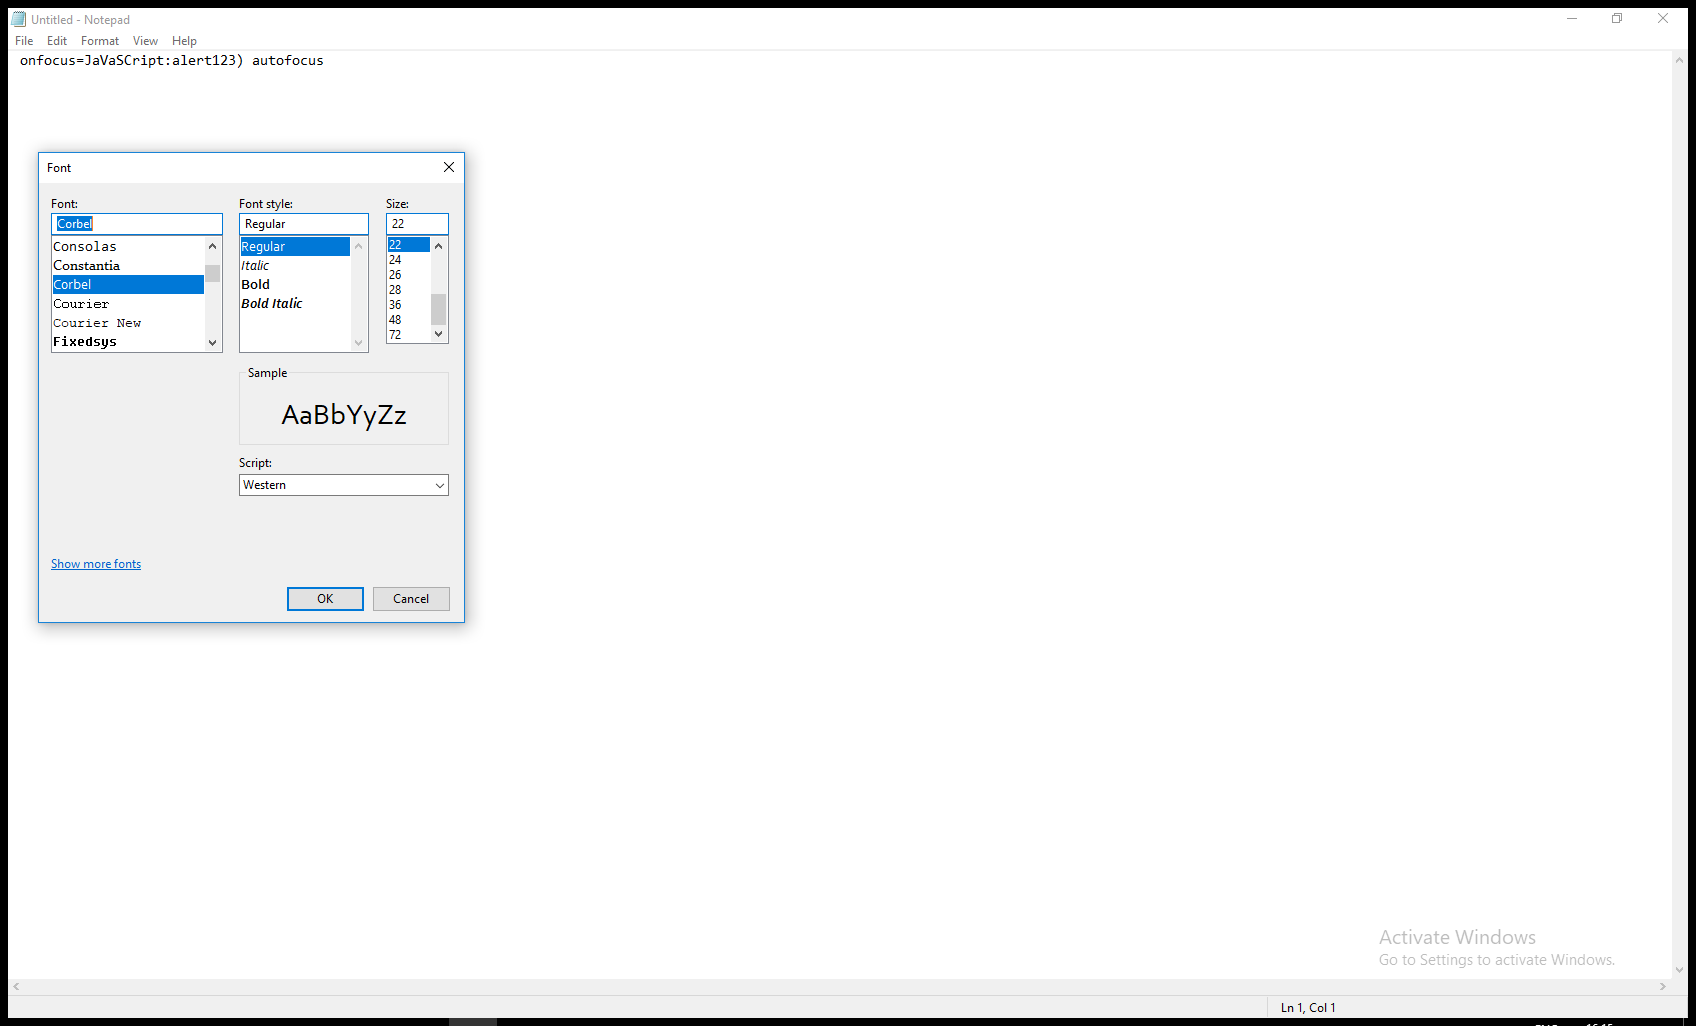 Untitled - Notepad
File Edit Format View Help
onfocus=JaVaSCript:alert123) autofocus
Font
Font: Font style: Size:
Corbel Regular 22
Consolas
Constantia
Corbel
Courier
Courier New
Fixedsys
Regular
Italic
Bold
Bold Italic
22
24
26
28
36
48
72
Sample
AaBbYyZz
Script:
Western
Show more fonts
OK Cancel
Activate Windows
Go to Settings to activate Windows.
Ln 1, Col 1